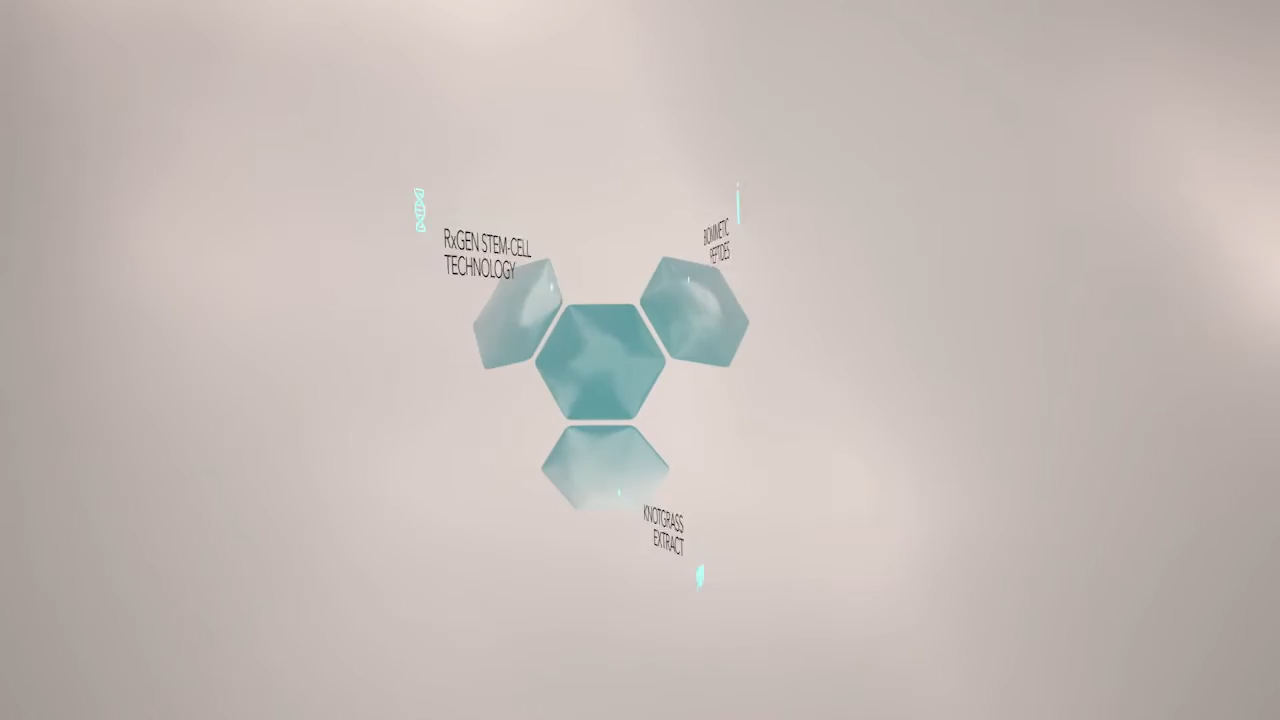 RxGEN STEM-CELL
TECHNOLOGY
BIOMIMETIC
PEPTIDES
KNOTGRASS
EXTRACT